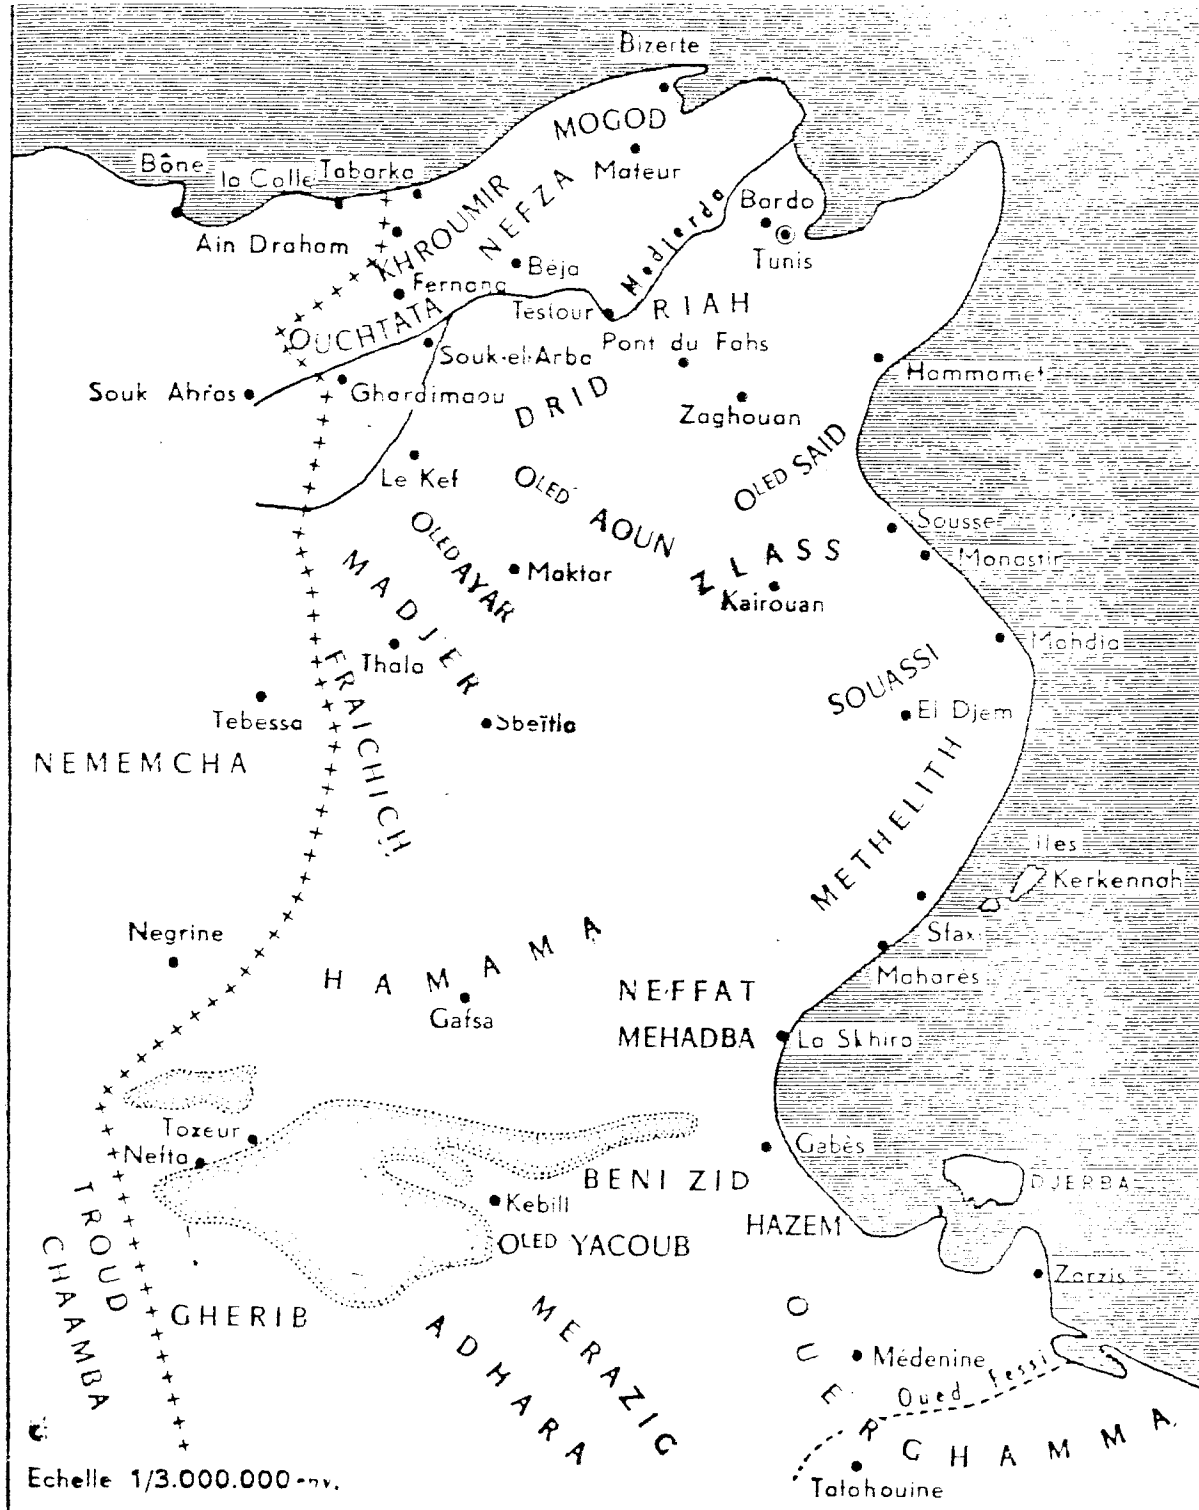 Bizerte
MOGOD
Mateur
Bône
la Calle
Tabarka
KHROUMIR
NEFZA
Medjerda
Bardo
Tunis
Ain Draham
Béja
Fernana
OUCHTATA
Testour
RIAH
Souk-el-Arba
Pont du Fahs
Hammamet
Souk Ahras
Ghardimaou
DRID
Zaghouan
Le Kef
OLED AOUN
OLED SAID
OLED AYAR
Sousse
Monastir
ZLASS
MADJER
Maktar
Kairouan
Thala
FRAICHICH
Mahdia
SOUASSI
Tebessa
Sbeïtla
El Djem
NEMEMCHA
METHELITH
Iles
Kerkennah
Negrine
HAMAMA
Sfax
Mahares
NEFFAT
Gafsa
MEHADBA
La Skhira
Tozeur
Nefta
Gabès
BENI ZID
DJERBA
Kebili
HAZEM
OLED YACOUB
TROUD
CHAAMBA
Zarzis
GHERIB
ADHARA
MERAZIG
OUERGHAMMA
Médenine
Oued Fessi
Tatahouine
Echelle 1/3.000.000 env.